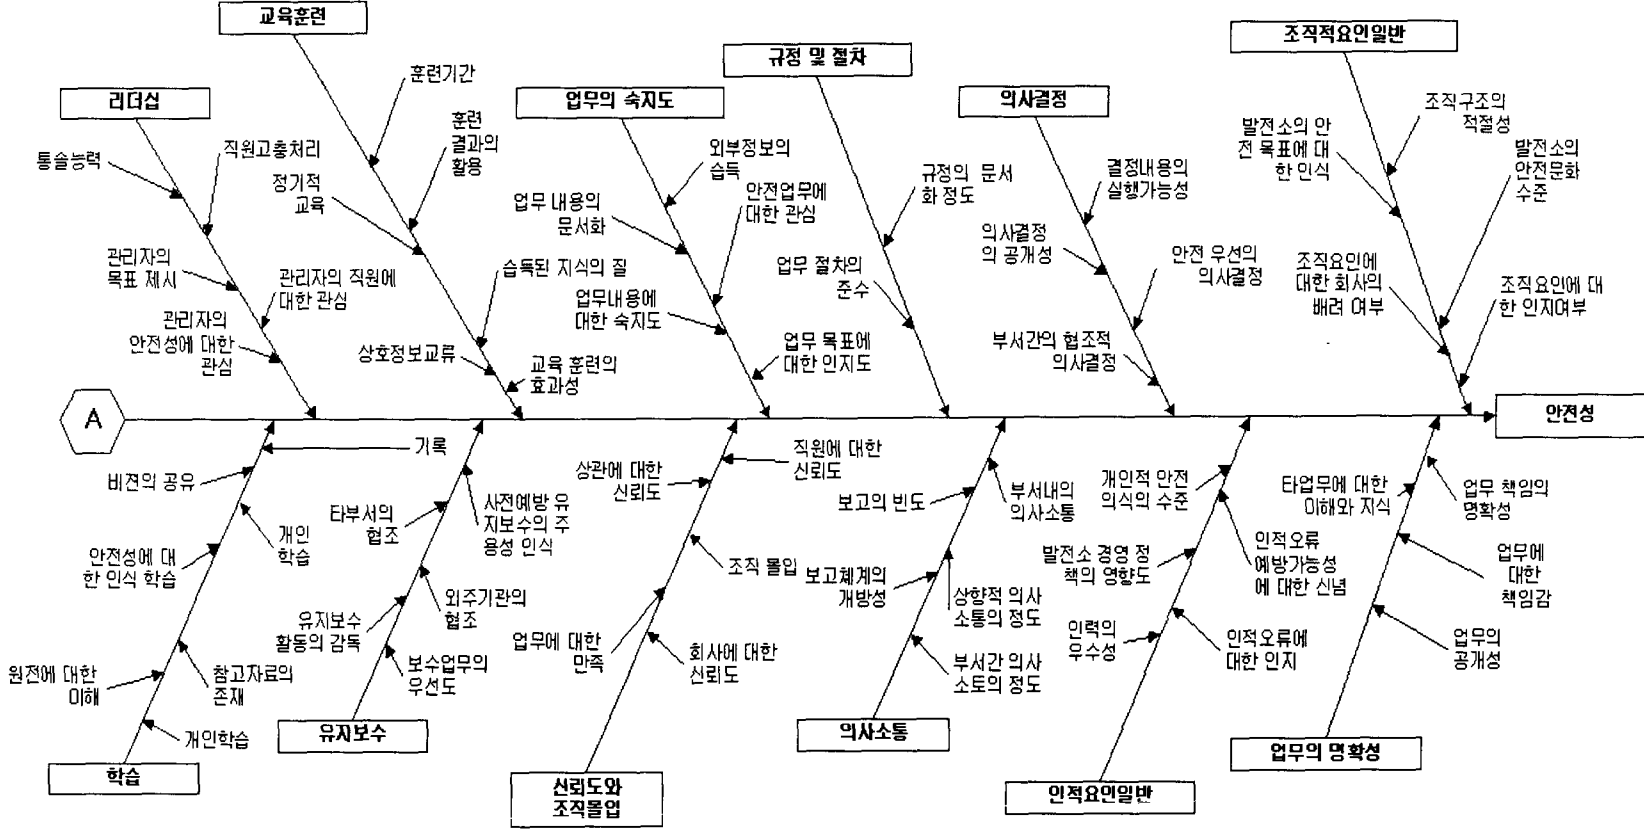 교육훈련
조직적요인일반
규정 및 절차
리더십
업무의 숙지도
의사결정
훈련기간
훈련
결과의
활용
정기적
교육
습득된 지식의 질
상호정보교류
교육 훈련의
효과성
통솔능력
직원고충처리
관리자의
목표 제시
관리자의 직원에
대한 관심
관리자의
안전성에 대한
관심
외부정보의
습득
업무 내용의
문서화
안전업무에
대한 관심
업무내용에
대한 숙지도
업무 목표에
대한 인지도
규정의 문서
화 정도
업무 절차의
준수
결정내용의
실행가능성
의사결정
의 공개성
안전 우선의
의사결정
부서간의 협조적
의사결정
조직구조의
적절성
발전소의 안
전 목표에 대
한 인식
발전소의
안전문화
수준
조직요인에
대한 회사의
배려 여부
조직요인에 대
한 인지여부
A
안전성
기록
비젼의 공유
개인
학습
안전성에 대
한 인식 학습
원전에 대한
이해
참고자료의
존재
개인학습
학습
타부서의
협조
사전예방 유
지보수의 주
용성 인식
외주기관의
협조
유지보수
활동의 감독
보수업무의
우선도
유지보수
상관에 대한
신뢰도
직원에 대한
신뢰도
조직 몰입
업무에 대한
만족
회사에 대한
신뢰도
신뢰도와
조직몰입
보고의 빈도
부서내의
의사소통
보고체계의
개방성
상향적 의사
소통의 정도
부서간 의사
소토의 정도
의사소통
개인적 안전
의식의 수준
발전소 경영 정
책의 영향도
인적오류
예방가능성
에 대한 신념
인력의
우수성
인적오류에
대한 인지
인적요인일반
타업무에 대한
이해와 지식
업무 책임의
명확성
업무에
대한
책임감
업무의
공개성
업무의 명확성